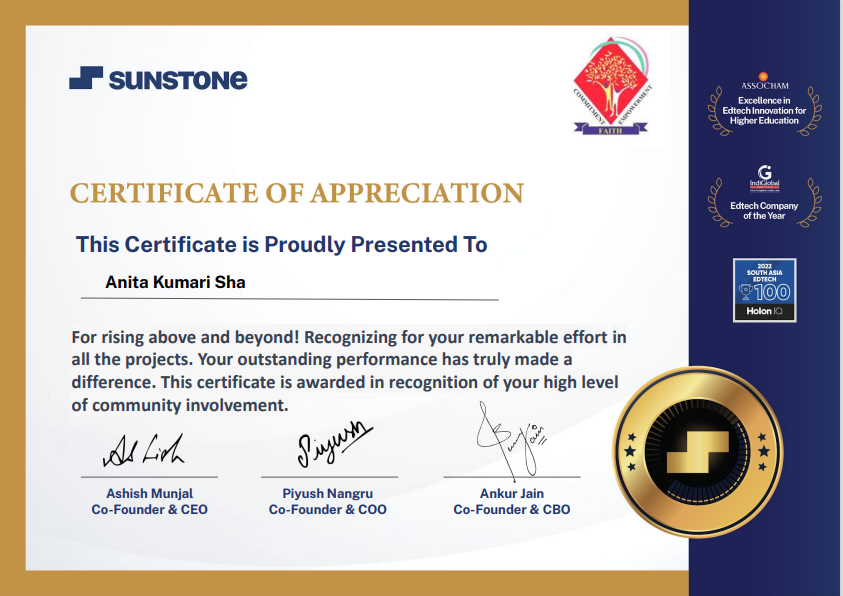 SUNSTONE
COMMITMENT
EMPOWERMENT
FAITH
CERTIFICATE OF APPRECIATION
This Certificate is Proudly Presented To
Anita Kumari Sha
For rising above and beyond! Recognizing for your remarkable effort in
all the projects. Your outstanding performance has truly made a
difference. This certificate is awarded in recognition of your high level
of community involvement.
Piyush
Ashish Munjal
Co-Founder & CEO
Piyush Nangru
Co-Founder & COO
Ankur Jain
Co-Founder & CBO
ASSOCHAM
Excellence in
Edtech Innovation for
Higher Education
IndiGlobal
Edtech Company
of the Year
2022
SOUTH ASIA
EDTECH
100
Holon IQ